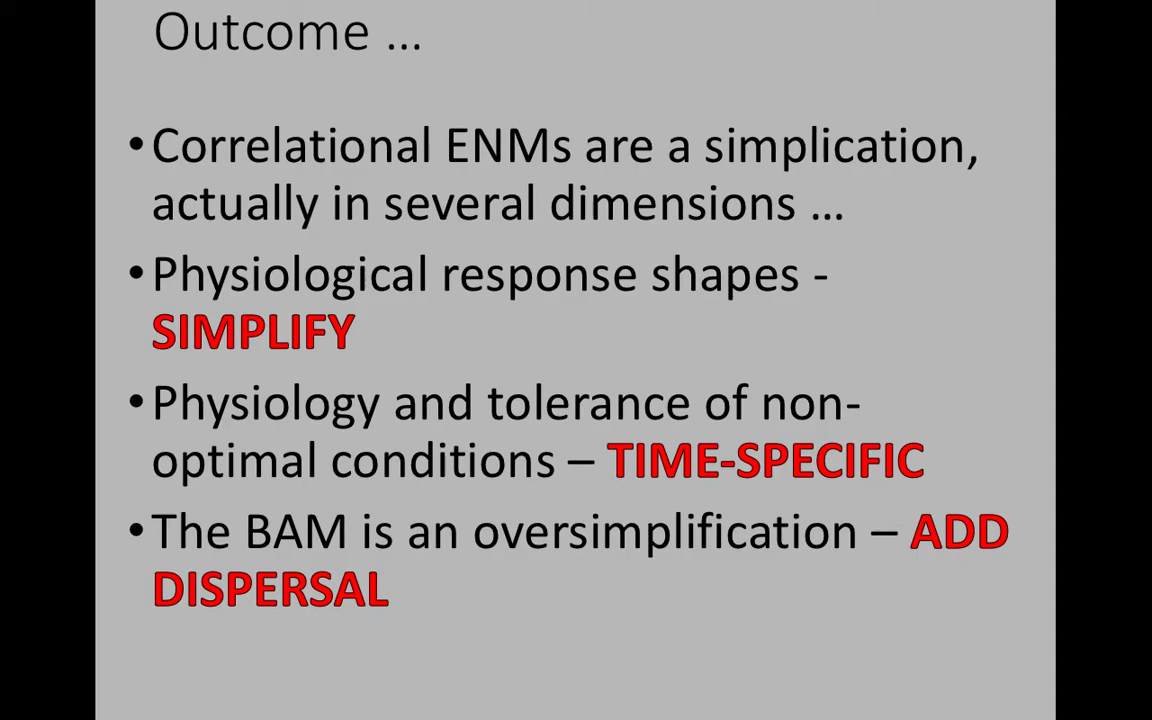 Outcome ...
•Correlational ENMs are a simplication,
actually in several dimensions ...
•Physiological response shapes -
SIMPLIFY
•Physiology and tolerance of non-
optimal conditions – TIME-SPECIFIC
•The BAM is an oversimplification – ADD
DISPERSAL